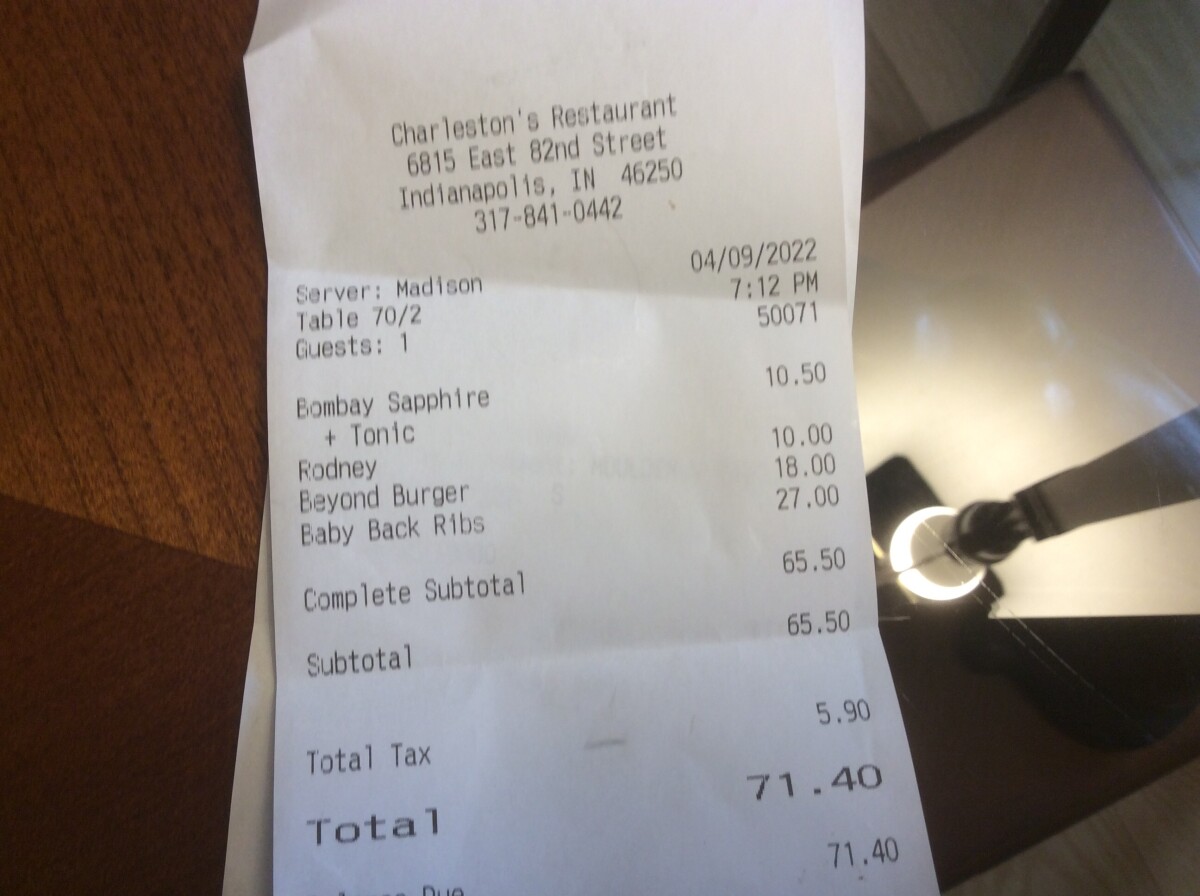 Charleston's Restaurant
6815 East 82nd Street
Indianapolis, IN 46250
317-841-0442
04/09/2022
Server: Madison 7:12 PM
Table 70/2 50071
Guests: 1
Bombay Sapphire 10.50
+ Tonic
Rodney 10.00
Beyond Burger 18.00
Baby Back Ribs 27.00
Complete Subtotal 65.50
Subtotal 65.50
Total Tax 5.90
Total 71.40
Due 71.40